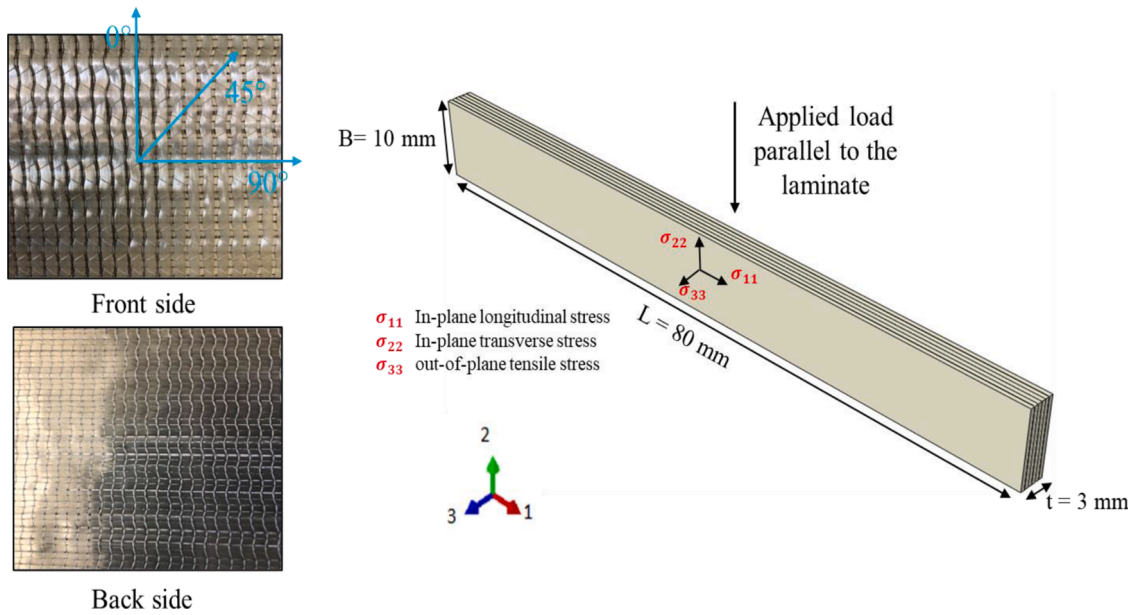 0°
45°
90°
Front side
Back side
Applied load
parallel to the
laminate
B= 10 mm
σ22
σ11
σ33
L = 80 mm
t = 3 mm
σ11 In-plane longitudinal stress
σ22 In-plane transverse stress
σ33 out-of-plane tensile stress
2
3
1